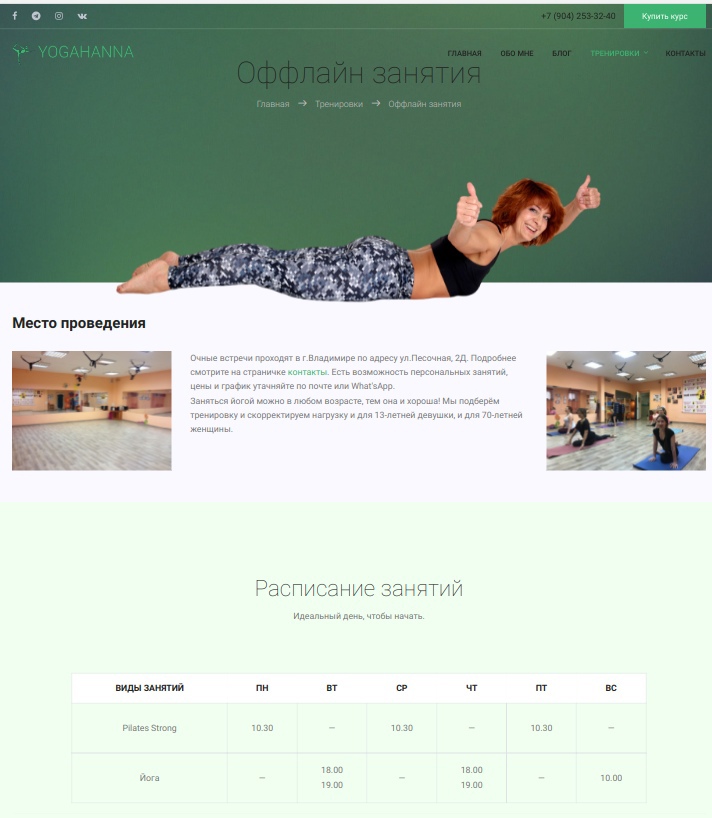 +7 (904) 253-32-40
Купить курс
YOGAHANNA
ГЛАВНАЯ ОБО МНЕ БЛОГ ТРЕНИРОВКИ КОНТАКТЫ
Оффлайн занятия
Главная → Тренировки → Оффлайн занятия
Место проведения
Очные встречи проходят в г.Владимире по адресу ул.Песочная, 2Д. Подробнее
смотрите на страничке контакты. Есть возможность персональных занятий,
цены и график утачняйте по почте или What'sApp.
Заняться йогой можно в любом возрасте, тем она и хороша! Мы подберём
тренировку и скорректируем нагрузку и для 13-летней девушки, и для 70-летней
женщины.
Расписание занятий
Идеальный день, чтобы начать.
ВИДЫ ЗАНЯТИЙ ПН ВТ СР ЧТ ПТ ВС
Pilates Strong 10.30 — 10.30 — 10.30 —
Йога — 18.00 19.00 — 18.00 19.00 — 10.00